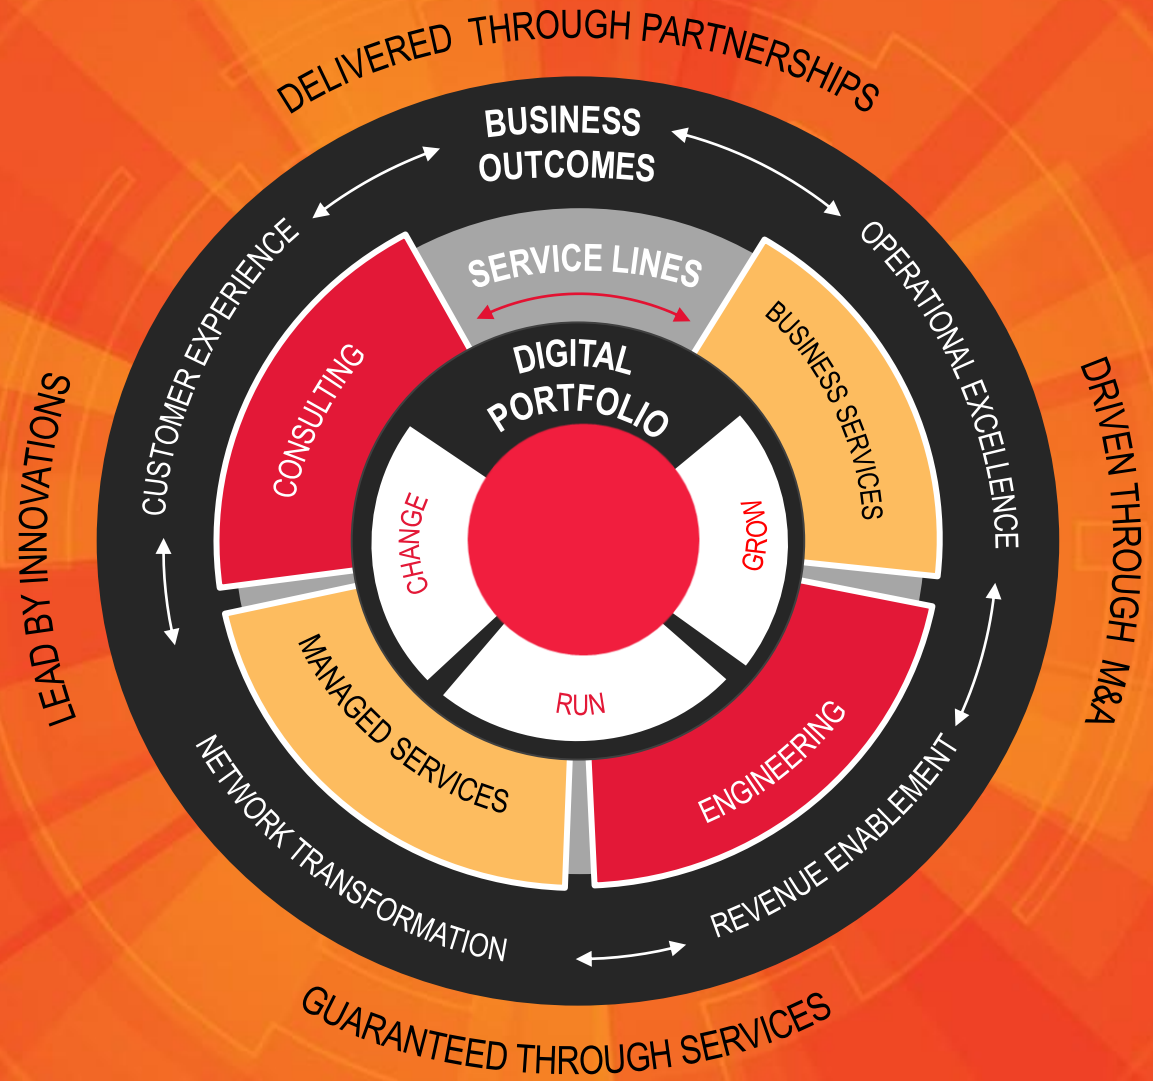 DELIVERED THROUGH PARTNERSHIPS
BUSINESS
OUTCOMES
CUSTOMER EXPERIENCE
OPERATIONAL EXCELLENCE
SERVICE LINES
CONSULTING
BUSINESS SERVICES
DIGITAL
PORTFOLIO
LEAD BY INNOVATIONS
DRIVEN THROUGH M&A
CHANGE
GROW
RUN
MANAGED SERVICES
ENGINEERING
NETWORK TRANSFORMATION
REVENUE ENABLEMENT
GUARANTEED THROUGH SERVICES